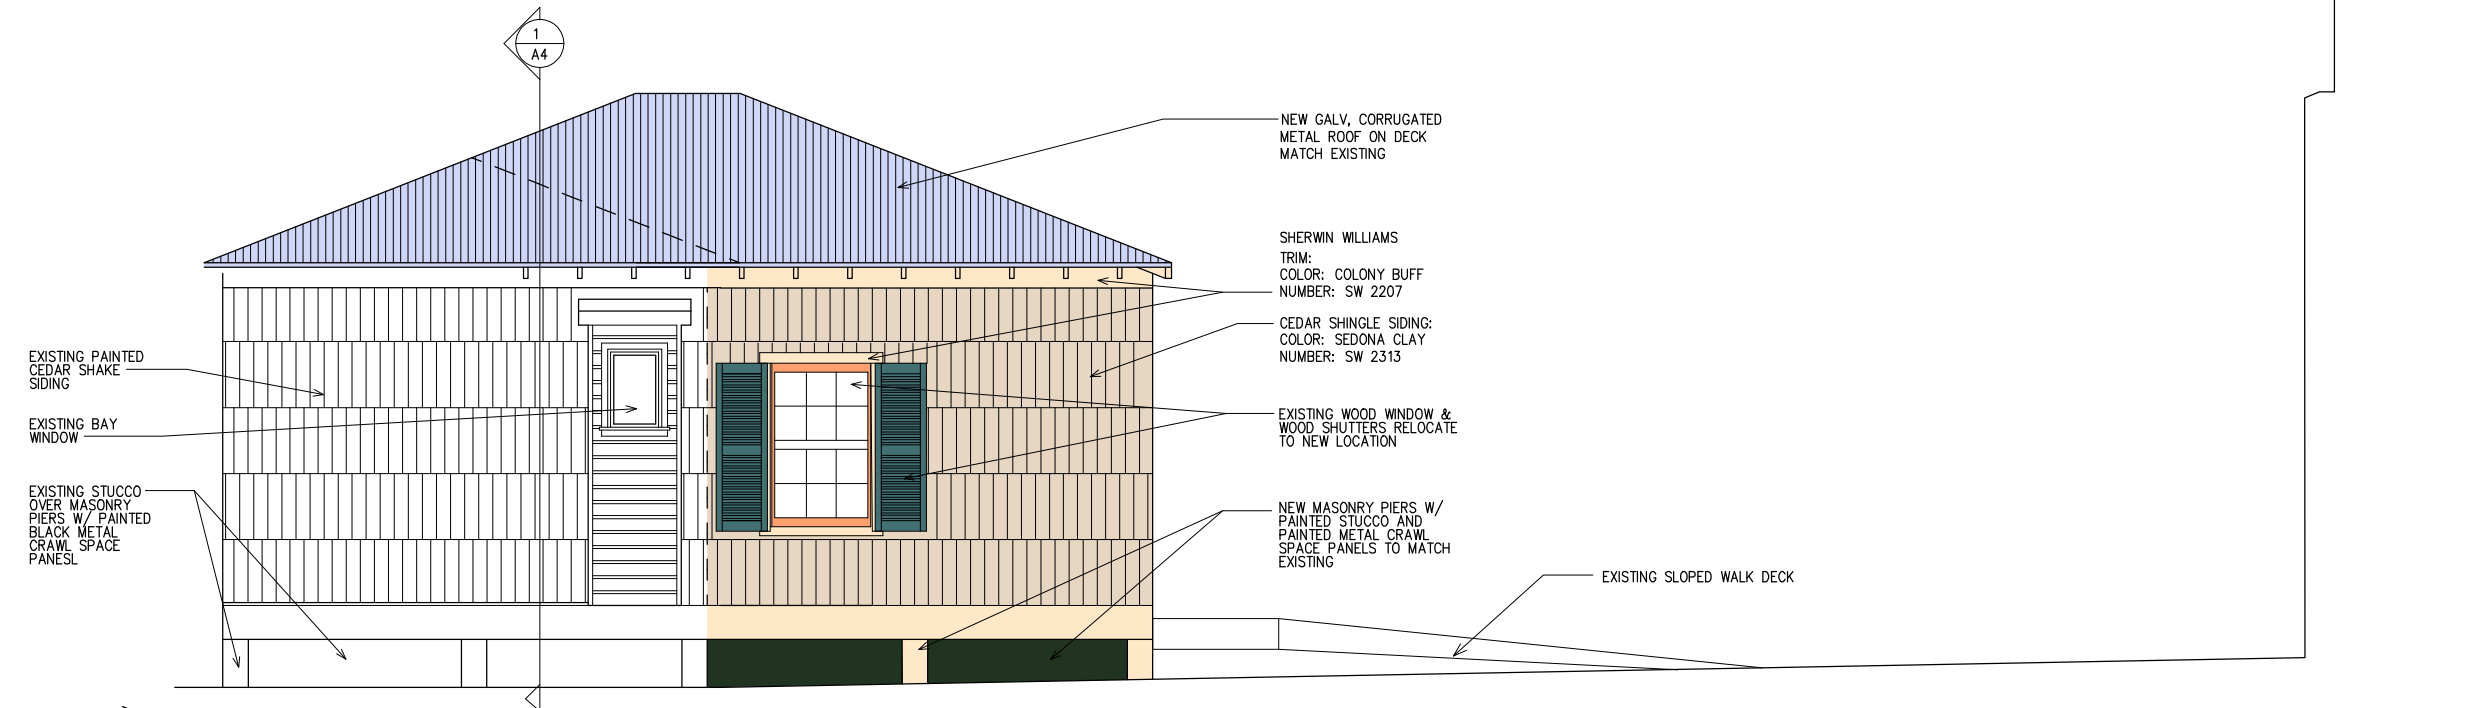 1
A4
NEW GALV, CORRUGATED
METAL ROOF ON DECK
MATCH EXISTING
SHERWIN WILLIAMS
TRIM:
COLOR: COLONY BUFF
NUMBER: SW 2207
CEDAR SHINGLE SIDING:
COLOR: SEDONA CLAY
NUMBER: SW 2313
EXISTING PAINTED
CEDAR SHAKE
SIDING
EXISTING BAY
WINDOW
EXISTING WOOD WINDOW &
WOOD SHUTTERS RELOCATE
TO NEW LOCATION
EXISTING STUCCO
OVER MASONRY
PIERS W/ PAINTED
BLACK METAL
CRAWL SPACE
PANESL
NEW MASONRY PIERS W/
PAINTED STUCCO AND
PAINTED METAL CRAWL
SPACE PANELS TO MATCH
EXISTING
EXISTING SLOPED WALK DECK